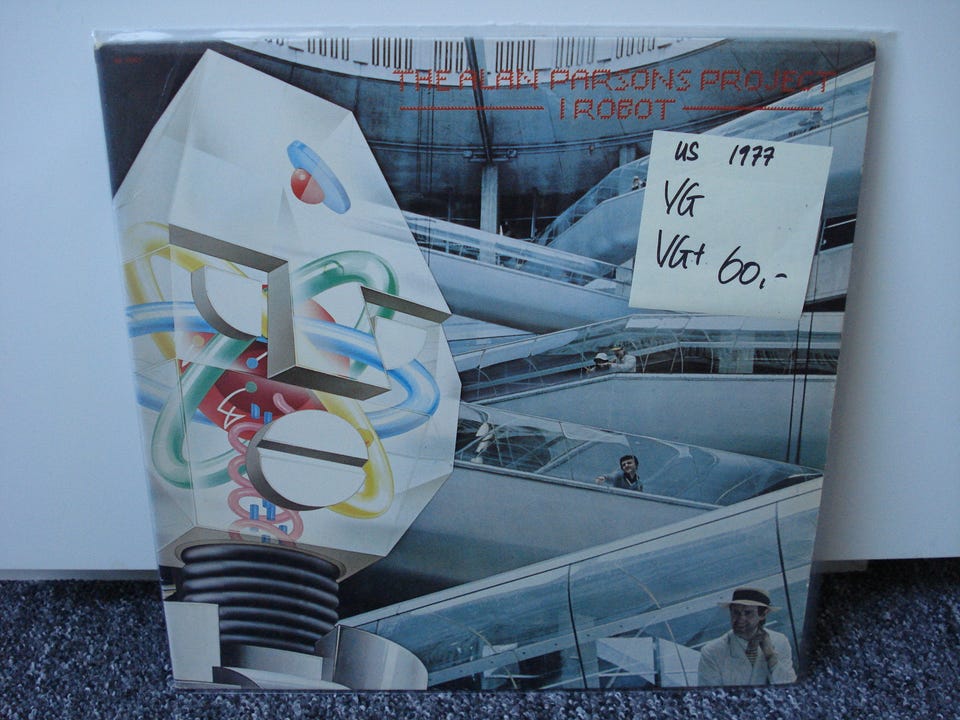 THE ALAN PARSONS PROJECT
I ROBOT
US 1977
VG
VG+ 60,-